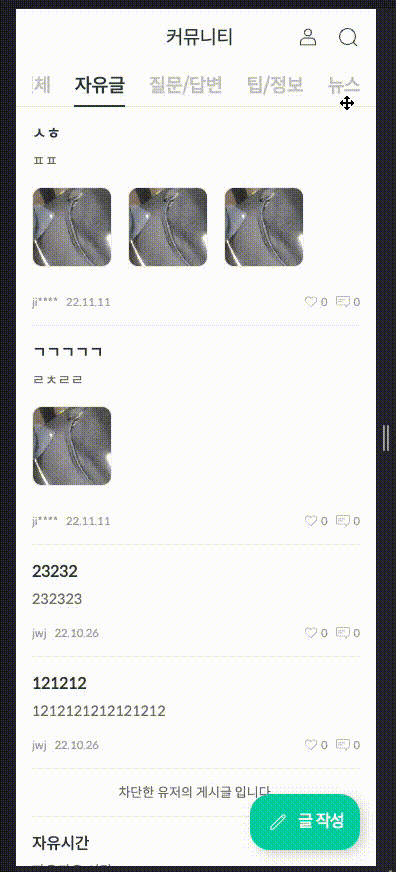 커뮤니티
체 자유글 질문/답변 팁/정보 뉴스
ㅅㅎ
ㅍㅍ
ji**** 22.11.11 0 0
ㄱㄱㄱㄱㄱ
ㄹㅊㄹㄹ
ji**** 22.11.11 0 0
23232
232323
jwj 22.10.26 0 0
121212
1212121212121212
jwj 22.10.26 0 0
차단한 유저의 게시글 입니다
글 작성
자유시간